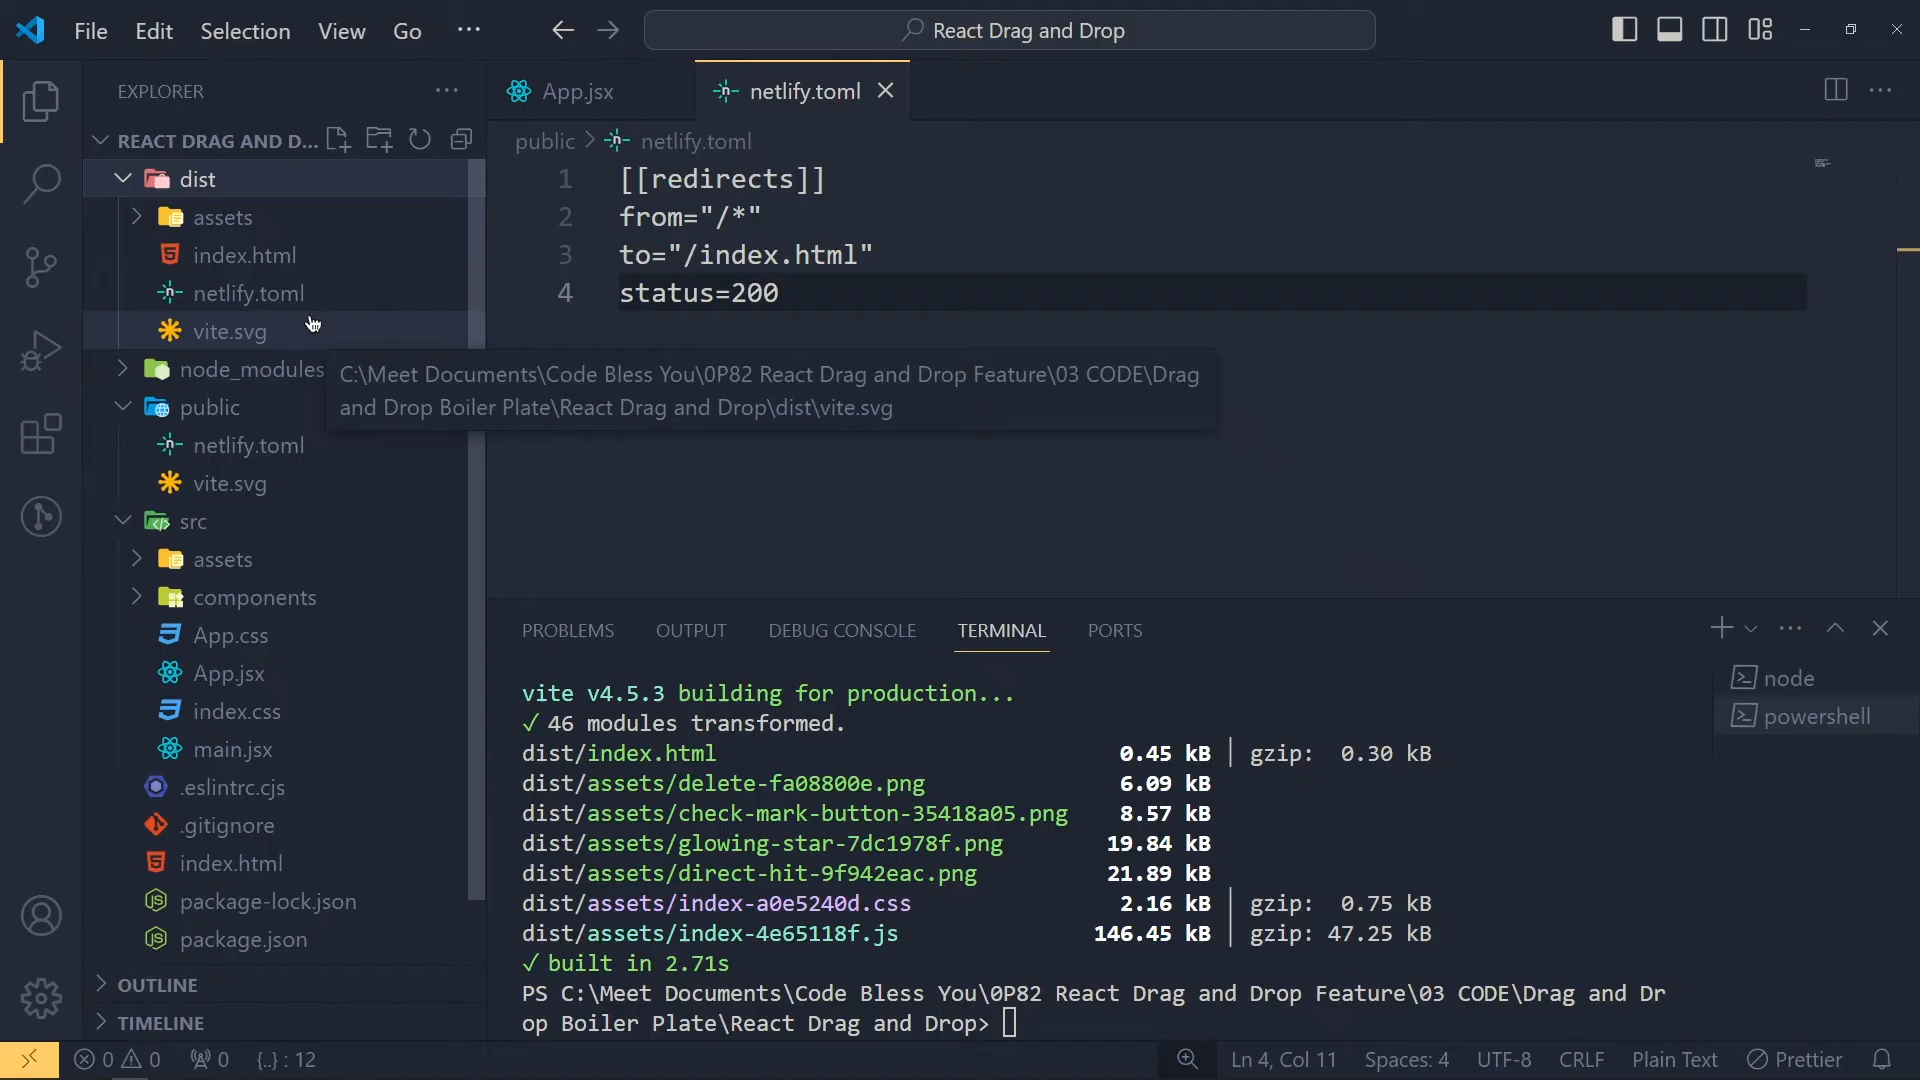 File Edit Selection View Go ···
React Drag and Drop
EXPLORER
REACT DRAG AND D...
dist
assets
index.html
netlify.toml
vite.svg
node_modules
public
netlify.toml
vite.svg
src
assets
components
App.css
App.jsx
index.css
main.jsx
.eslintrc.cjs
.gitignore
index.html
package-lock.json
package.json
OUTLINE
TIMELINE
App.jsx
netlify.toml
public > netlify.toml
1 [[redirects]]
2 from="/*"
3 to="/index.html"
4 status=200
C:\Meet Documents\Code Bless You\0P82 React Drag and Drop Feature\03 CODE\Drag
and Drop Boiler Plate\React Drag and Drop\dist\vite.svg
PROBLEMS OUTPUT DEBUG CONSOLE TERMINAL PORTS
node
powershell
vite v4.5.3 building for production...
✓ 46 modules transformed.
dist/index.html 0.45 kB │ gzip: 0.30 kB
dist/assets/delete-fa08800e.png 6.09 kB
dist/assets/check-mark-button-35418a05.png 8.57 kB
dist/assets/glowing-star-7dc1978f.png 19.84 kB
dist/assets/direct-hit-9f942eac.png 21.89 kB
dist/assets/index-a0e5240d.css 2.16 kB │ gzip: 0.75 kB
dist/assets/index-4e65118f.js 146.45 kB │ gzip: 47.25 kB
✓ built in 2.71s
PS C:\Meet Documents\Code Bless You\0P82 React Drag and Drop Feature\03 CODE\Drag and Dr
op Boiler Plate\React Drag and Drop>
0 0 0 {..} : 12 Ln 4, Col 11 Spaces: 4 UTF-8 CRLF Plain Text Prettier